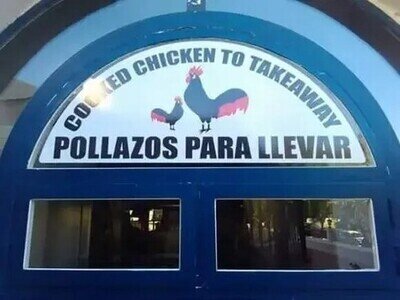 COOKED CHICKEN TO TAKEAWAY
POLLAZOS PARA LLEVAR